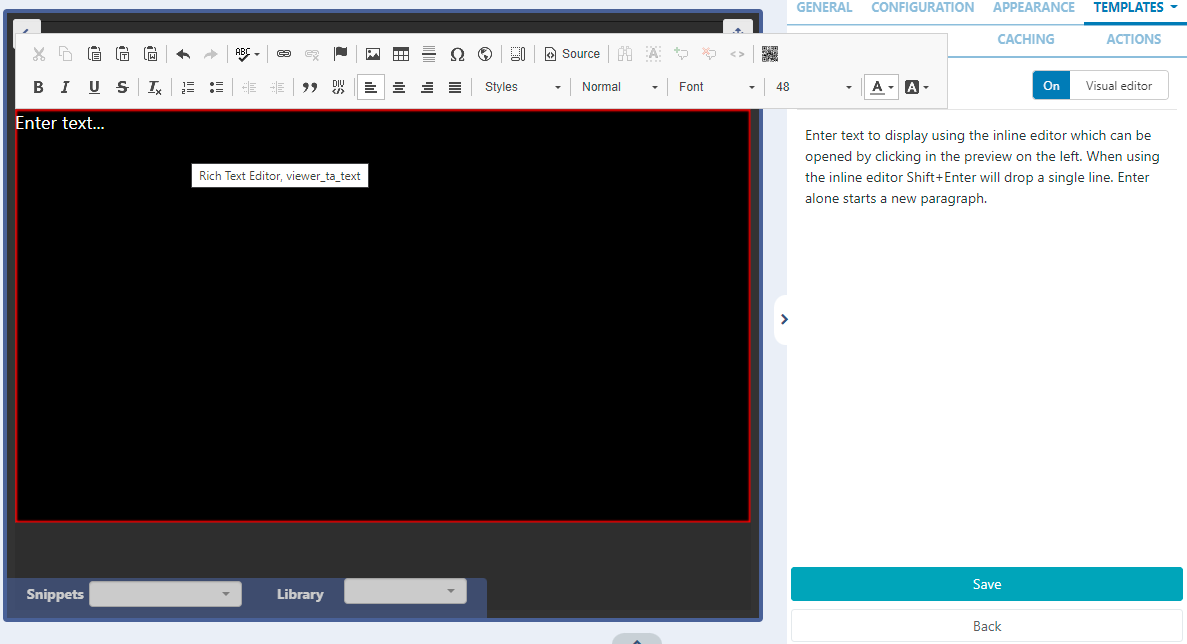 GENERAL CONFIGURATION APPEARANCE TEMPLATES
CACHING ACTIONS
ABC Source
B I U S Tx DIV Styles Normal Font 48 A A
On Visual editor
Enter text...
Rich Text Editor, viewer_ta_text
Enter text to display using the inline editor which can be
opened by clicking in the preview on the left. When using
the inline editor Shift+Enter will drop a single line. Enter
alone starts a new paragraph.
Snippets Library
Save
Back